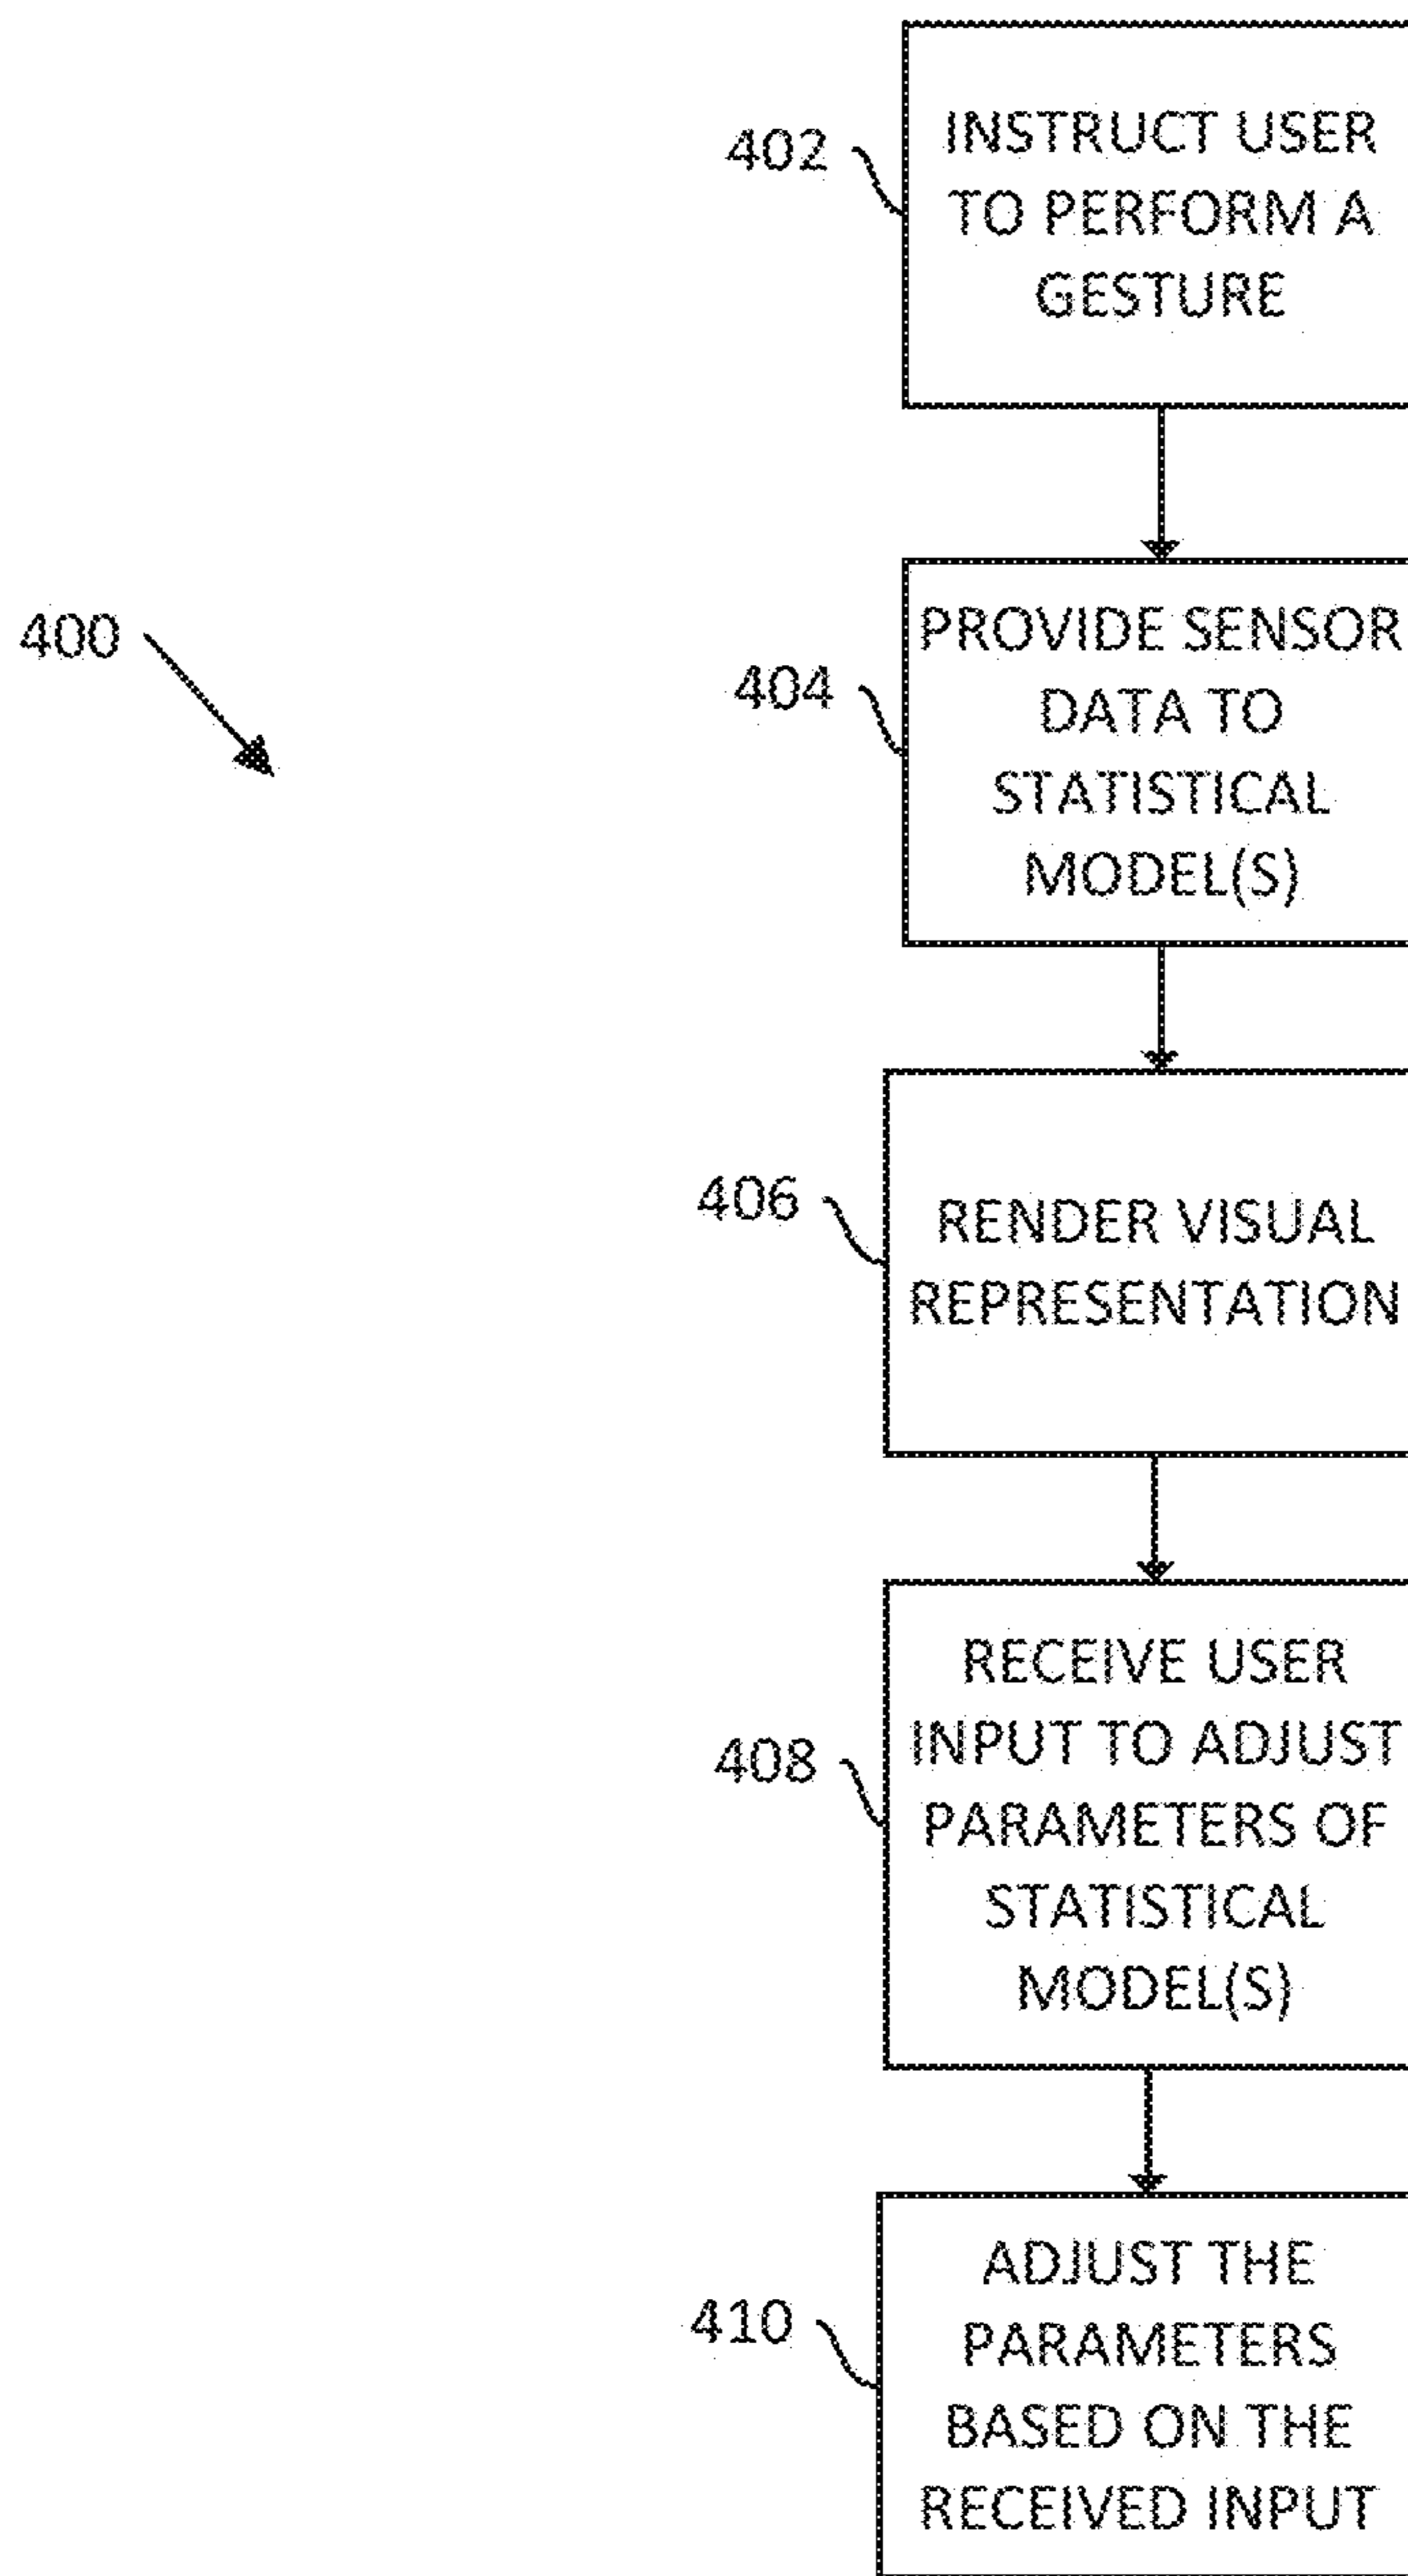 402
INSTRUCT USER
TO PERFORM A
GESTURE
400
404
PROVIDE SENSOR
DATA TO
STATISTICAL
MODEL(S)
406
RENDER VISUAL
REPRESENTATION
408
RECEIVE USER
INPUT TO ADJUST
PARAMETERS OF
STATISTICAL
MODEL(S)
410
ADJUST THE
PARAMETERS
BASED ON THE
RECEIVED INPUT